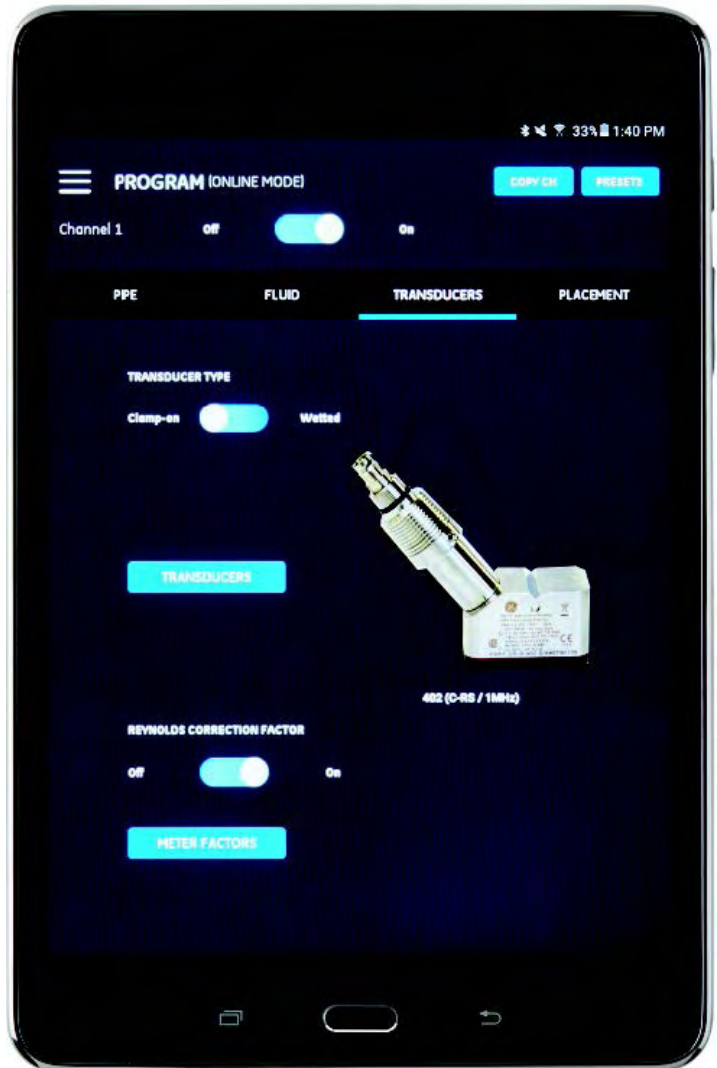 33% 1:40 PM
PROGRAM (ONLINE MODE)
COPY CH
PRESETS
Channel 1
Off
On
PIPE
FLUID
TRANSDUCERS
PLACEMENT
TRANSDUCER TYPE
Clamp-on
Wetted
TRANSDUCERS
CE
402 (C-RS / 1MHz)
REYNOLDS CORRECTION FACTOR
Off
On
METER FACTORS